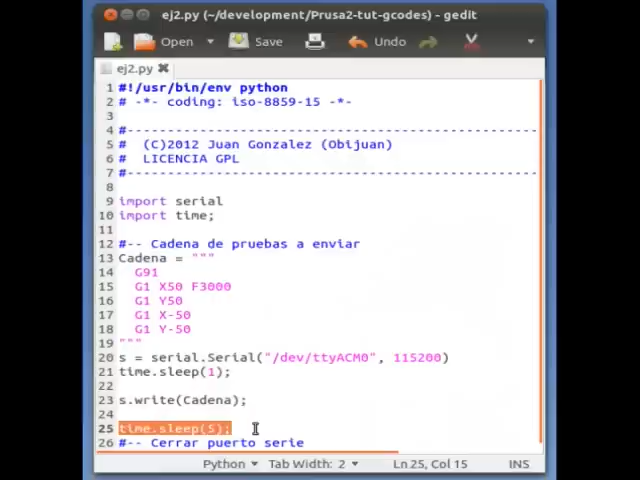 ej2.py (~/development/Prusa2-tut-gcodes) - gedit
Open Save Undo
ej2.py
1 #!/usr/bin/env python
2 # -*- coding: iso-8859-15 -*-
3
4 #-----------------------------------------------------
5 #  (C)2012 Juan Gonzalez (Obijuan)
6 #  LICENCIA GPL
7 #-----------------------------------------------------
8
9 import serial
10 import time;
11
12 #-- Cadena de pruebas a enviar
13 Cadena = """
14   G91
15   G1 X50 F3000
16   G1 Y50
17   G1 X-50
18   G1 Y-50
19 """
20 s = serial.Serial("/dev/ttyACM0", 115200)
21 time.sleep(1);
22
23 s.write(Cadena);
24
25 time.sleep(5);
26 #-- Cerrar puerto serie
Python Tab Width: 2 Ln 25, Col 15 INS